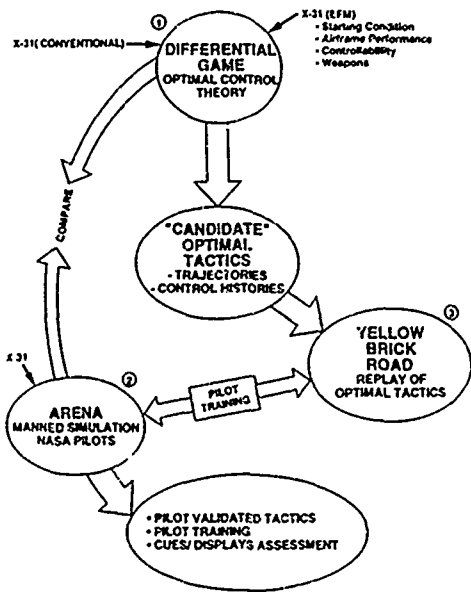 ①
X-31 (EFM)
• Starting Condition
• Airframe Performance
• Controllability
• Weapons
X-31 (CONVENTIONAL)
DIFFERENTIAL
GAME
OPTIMAL CONTROL
THEORY
COMPARE
"CANDIDATE"
OPTIMAL
TACTICS
- TRAJECTORIES
- CONTROL HISTORIES
③
YELLOW
BRICK
ROAD
REPLAY OF
OPTIMAL TACTICS
X-31
②
ARENA
MANNED SIMULATION
NASA PILOTS
PILOT
TRAINING
• PILOT VALIDATED TACTICS
• PILOT TRAINING
• CUES/DISPLAYS ASSESSMENT